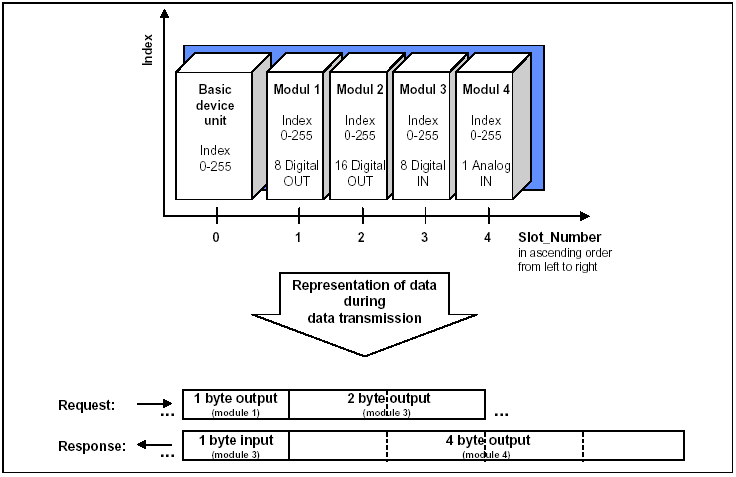 Index
Basic
device
unit
Index
0-255
Modul 1
Index
0-255
8 Digital
OUT
Modul 2
Index
0-255
16 Digital
OUT
Modul 3
Index
0-255
8 Digital
IN
Modul 4
Index
0-255
1 Analog
IN
0 1 2 3 4 Slot_Number
in ascending order
from left to right
Representation of data
during
data transmission
Request: ... 1 byte output 2 byte output ...
(module 1) (module 3)
Response: ... 1 byte input 4 byte output
(module 3) (module 4)